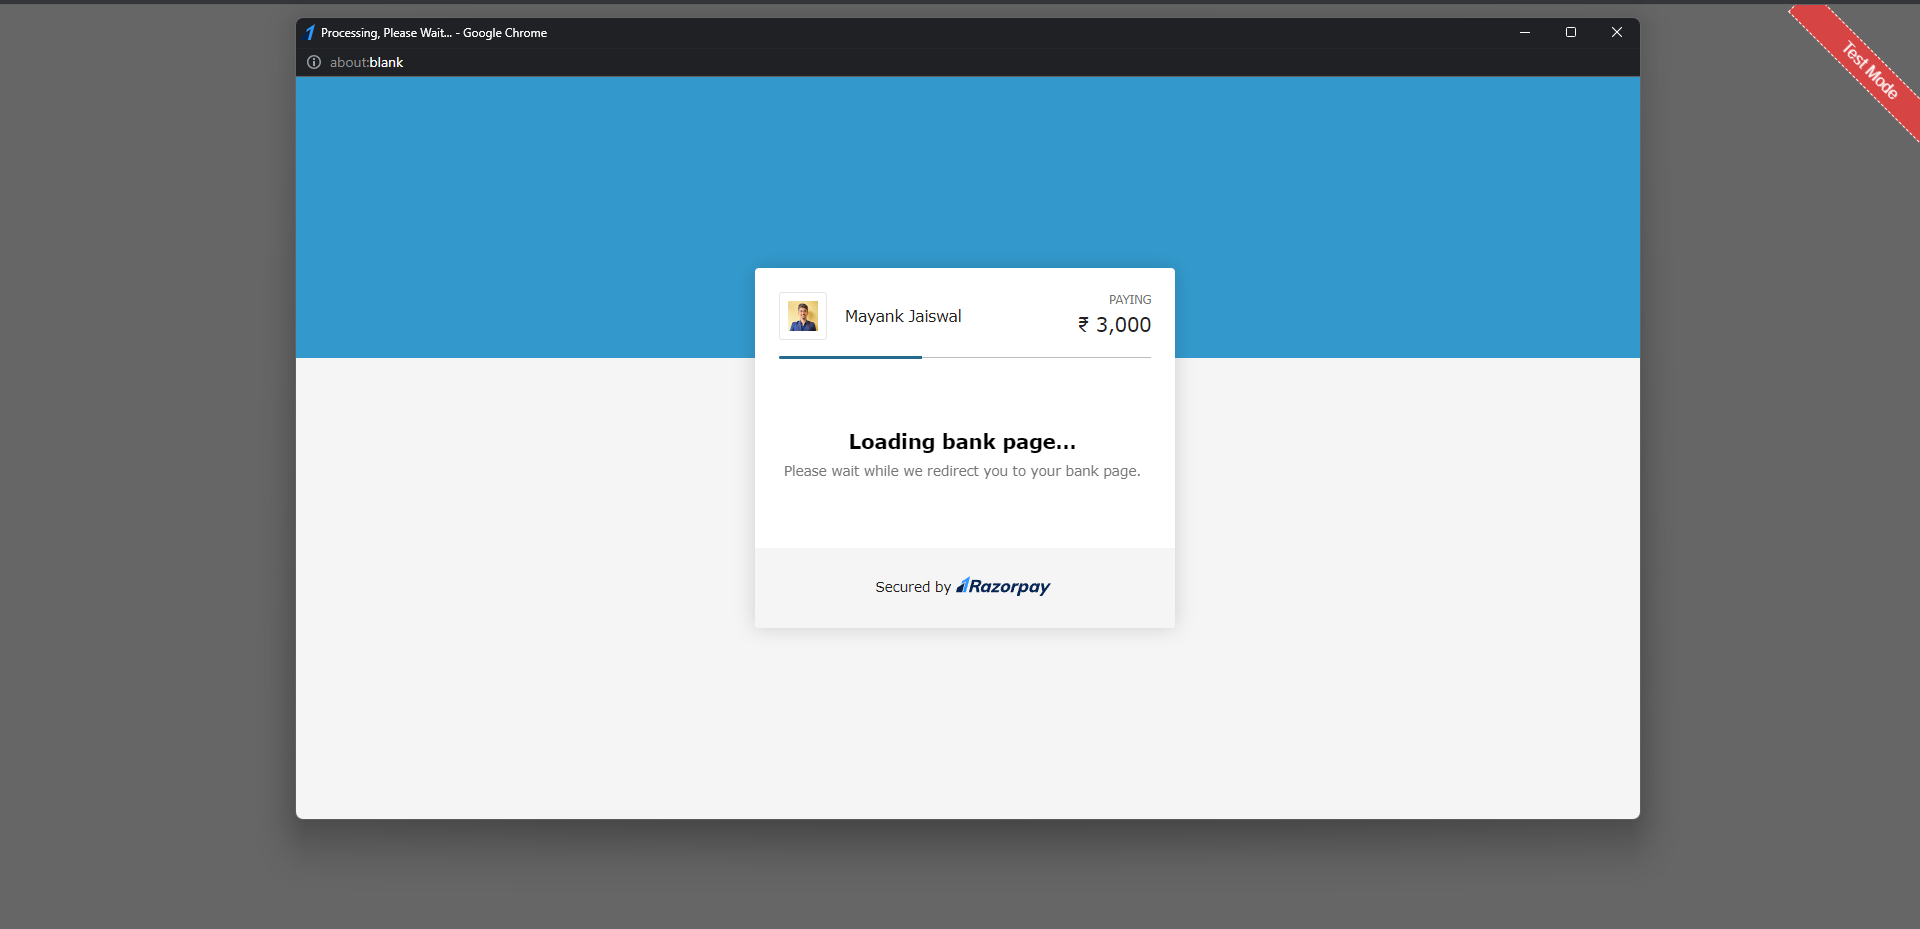 Processing, Please Wait... - Google Chrome
about:blank
Test Mode
Mayank Jaiswal
PAYING
₹ 3,000
Loading bank page...
Please wait while we redirect you to your bank page.
Secured by Razorpay